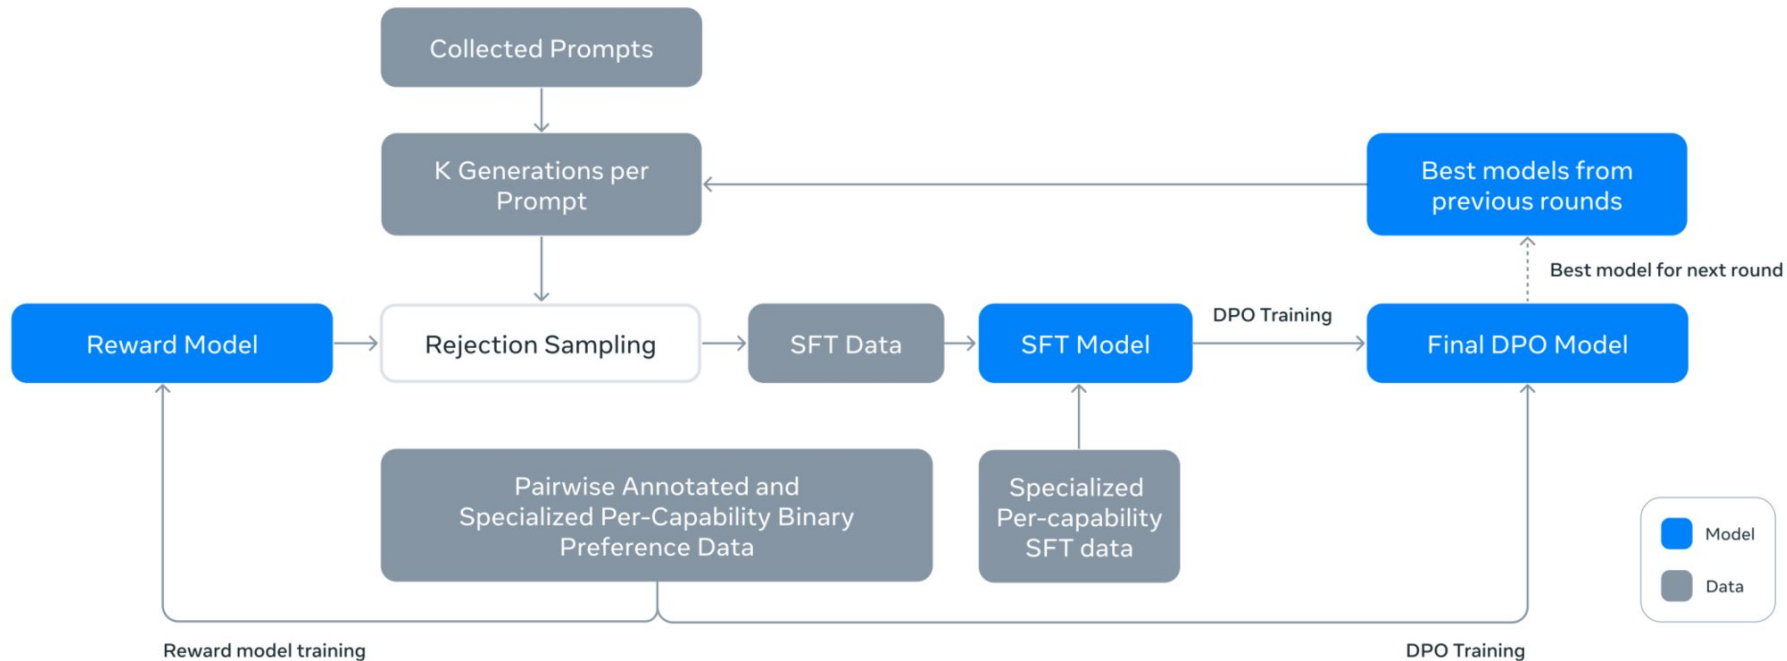 Collected Prompts
K Generations per
Prompt
Best models from
previous rounds
Best model for next round
Reward Model
Rejection Sampling
SFT Data
SFT Model
DPO Training
Final DPO Model
Pairwise Annotated and
Specialized Per-Capability Binary
Preference Data
Specialized
Per-capability
SFT data
Model
Data
Reward model training
DPO Training